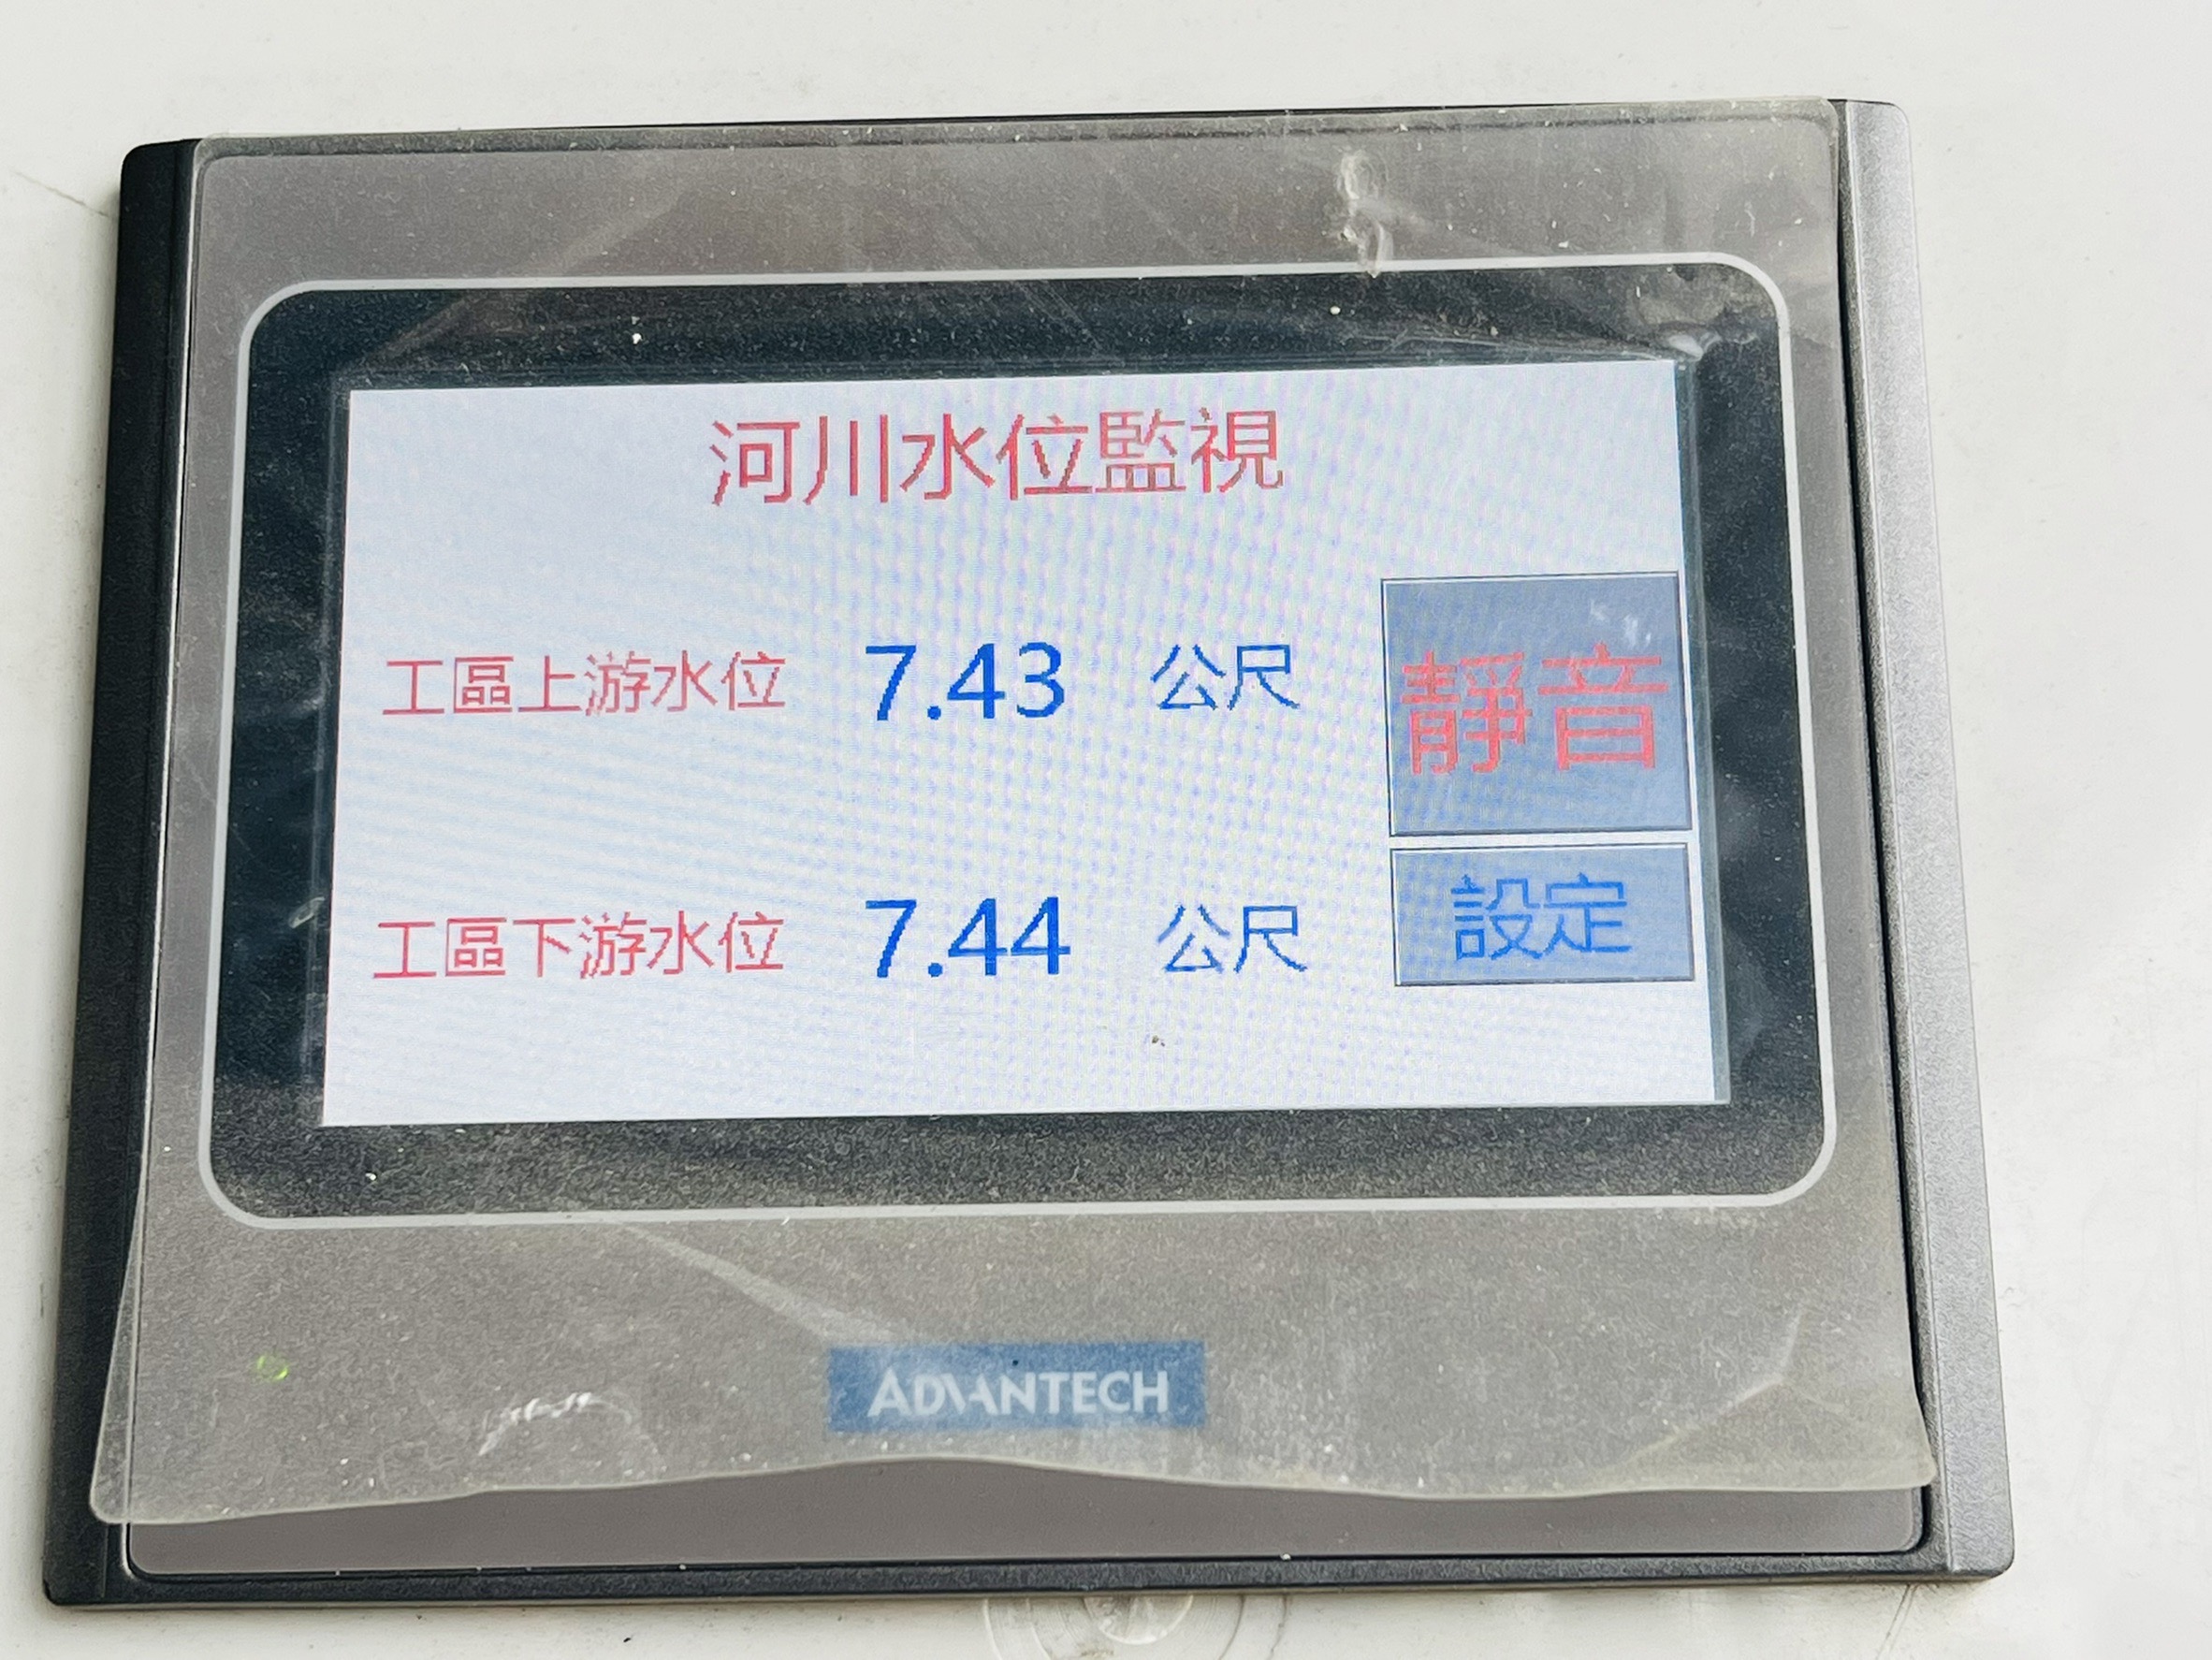 河川水位監視
工區上游水位 7.43 公尺
靜音
工區下游水位 7.44 公尺
設定
ADVANTECH